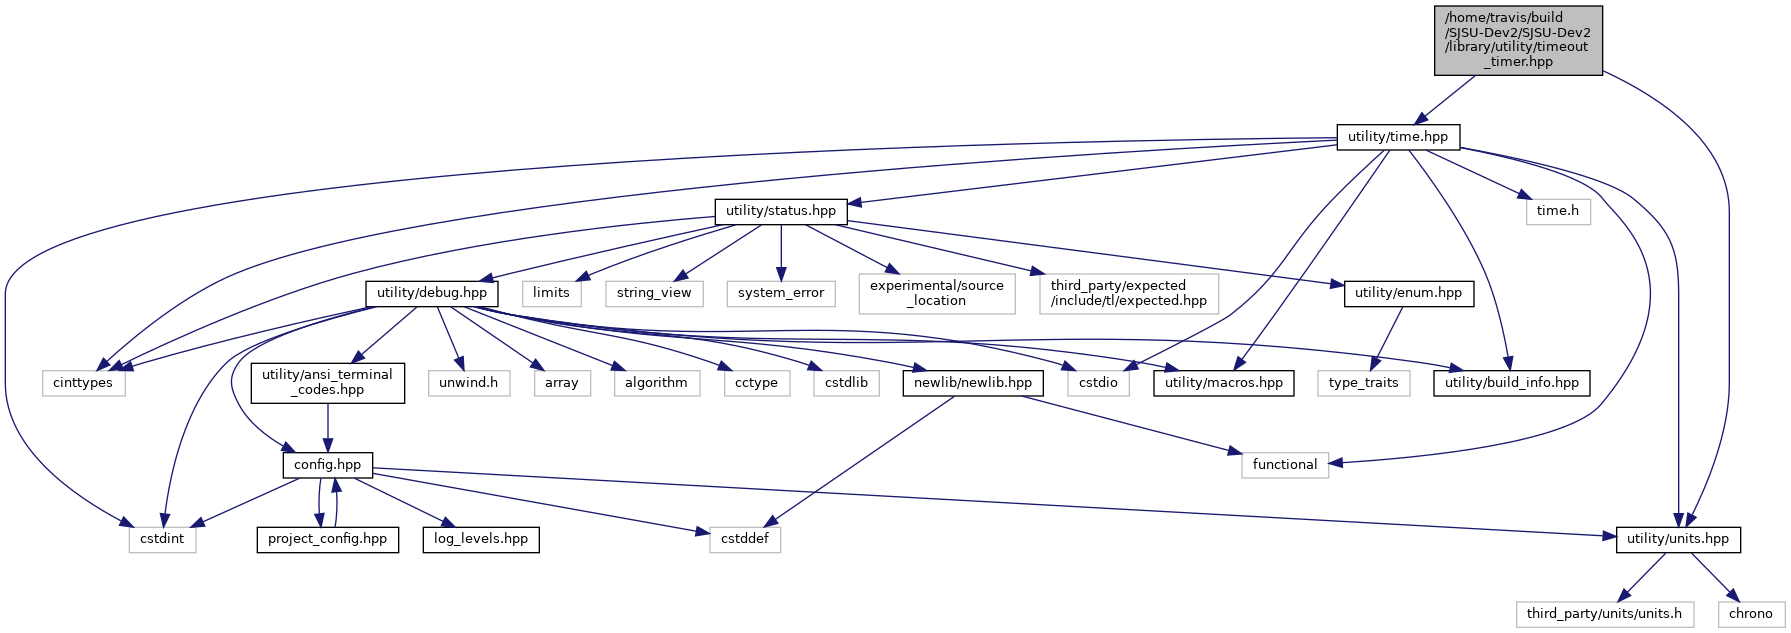 /home/travis/build
/SJSU-Dev2/SJSU-Dev2
/library/utility/timeout
_timer.hpp
utility/time.hpp
utility/status.hpp
time.h
utility/debug.hpp
limits
string_view
system_error
experimental/source
_location
third_party/expected
/include/tl/expected.hpp
utility/enum.hpp
cinttypes
utility/ansi_terminal
_codes.hpp
unwind.h
array
algorithm
cctype
cstdlib
newlib/newlib.hpp
cstdio
utility/macros.hpp
type_traits
utility/build_info.hpp
config.hpp
functional
cstdint
project_config.hpp
log_levels.hpp
cstddef
utility/units.hpp
third_party/units/units.h
chrono